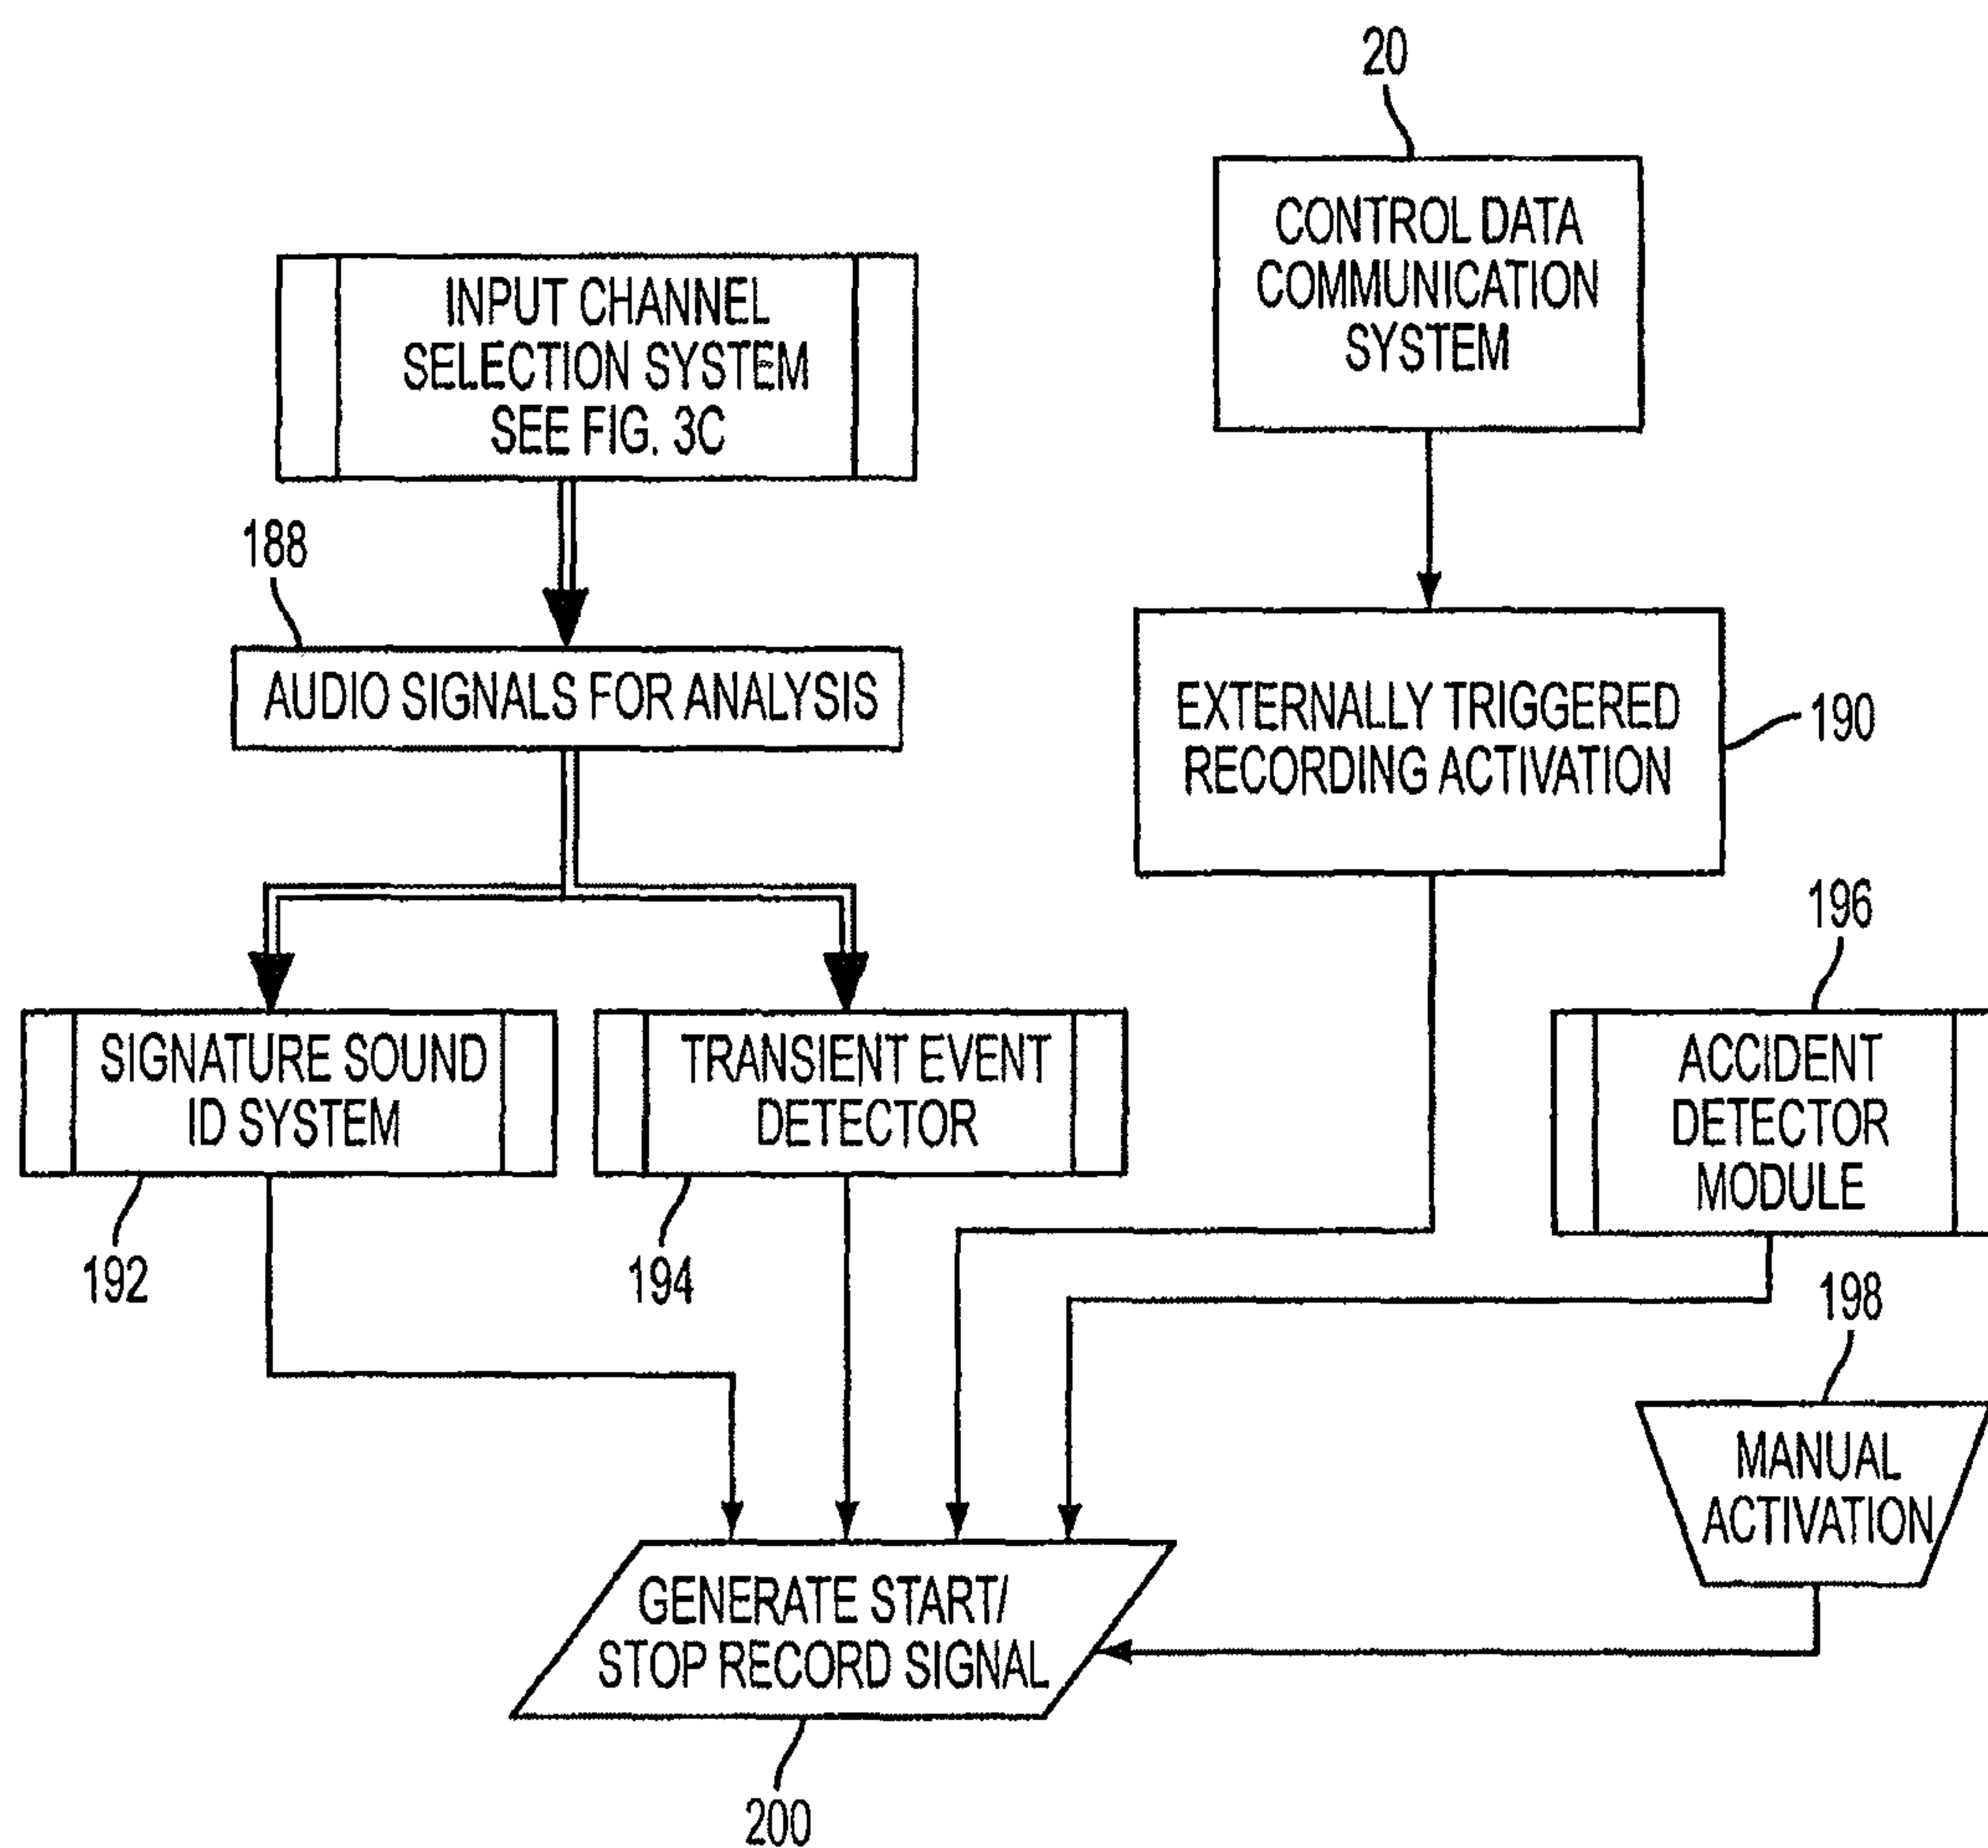 20
CONTROL DATA
COMMUNICATION
SYSTEM
INPUT CHANNEL
SELECTION SYSTEM
SEE FIG. 3C
188
AUDIO SIGNALS FOR ANALYSIS
EXTERNALLY TRIGGERED
RECORDING ACTIVATION
190
196
SIGNATURE SOUND
ID SYSTEM
192
TRANSIENT EVENT
DETECTOR
194
ACCIDENT
DETECTOR
MODULE
198
MANUAL
ACTIVATION
GENERATE START/
STOP RECORD SIGNAL
200